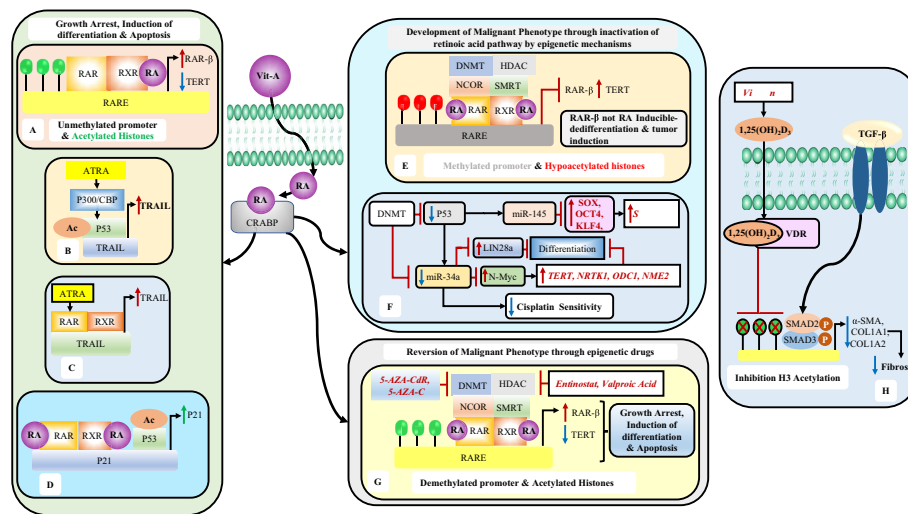 Growth Arrest, Induction of
differentiation & Apoptosis
RAR
RXR
RA
RAR-β
TERT
RARE
A
Unmethylated promoter
& Acetylated Histones
ATRA
P300/CBP
Ac
P53
TRAIL
TRAIL
B
ATRA
RAR
RXR
TRAIL
TRAIL
C
RA
RAR
RXR
RA
Ac
P53
P21
P21
D
Vit-A
RA
RA
CRABP
Development of Malignant Phenotype through inactivation of
retinoic acid pathway by epigenetic mechanisms
DNMT
HDAC
NCOR
SMRT
RA
RAR
RXR
RA
RARE
RAR-β
TERT
RAR-β not RA Inducible-
dedifferentiation & tumor
induction
E
Methylated promoter & Hypoacetylated histones
DNMT
P53
miR-145
SOX,
OCT4,
KLF4,
S
LIN28a
Differentiation
miR-34a
N-Myc
TERT, NRTK1, ODC1, NME2
F
Cisplatin Sensitivity
Reversion of Malignant Phenotype through epigenetic drugs
5-AZA-CdR,
5-AZA-C
DNMT
HDAC
Entinostat, Valproic Acid
NCOR
SMRT
RA
RAR
RXR
RA
RARE
RAR-β
TERT
Growth Arrest,
Induction of
differentiation
& Apoptosis
G
Demethylated promoter & Acetylated Histones
Vi n
1,25(OH)₂D₃
TGF-β
1,25(OH)₂D₃
VDR
SMAD2
P
SMAD3
P
α-SMA,
COL1A1,
COL1A2
Fibros
Inhibition H3 Acetylation
H